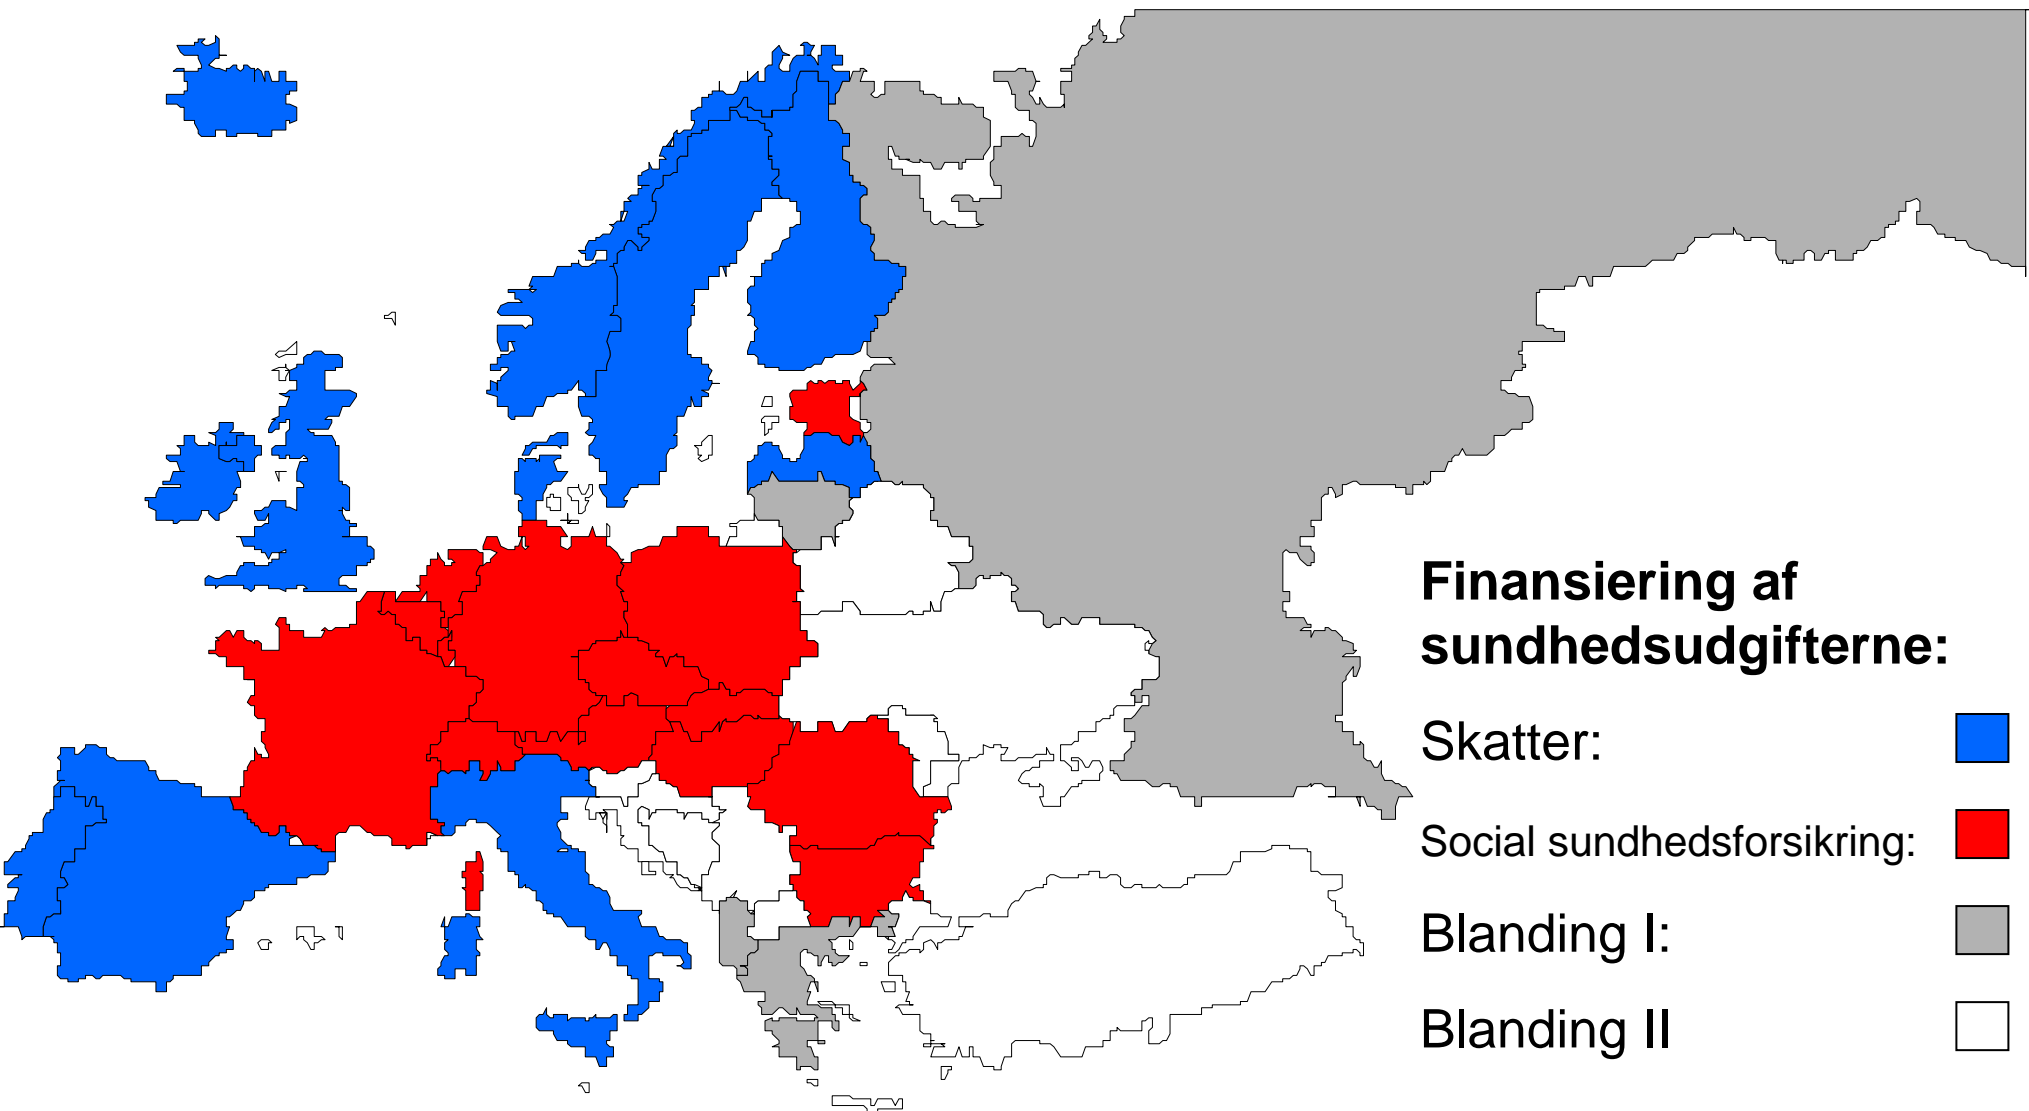 Finansiering af
sundhedsudgifterne:
Skatter:
Social sundhedsforsikring:
Blanding I:
Blanding II